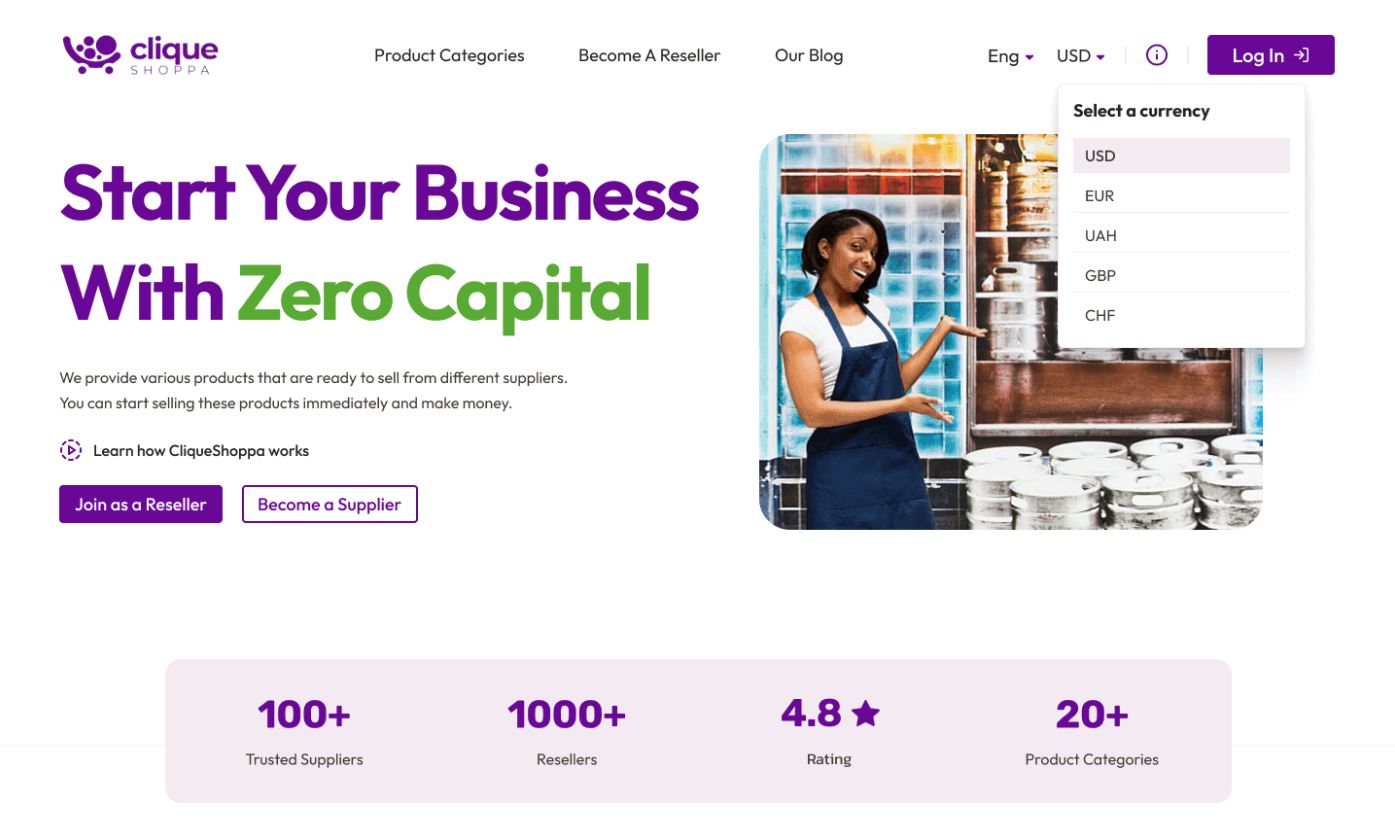 clique
SHOPPA
Product Categories
Become A Reseller
Our Blog
Eng
USD
Log In
Select a currency
USD
EUR
UAH
GBP
CHF
Start Your Business
With Zero Capital
We provide various products that are ready to sell from different suppliers.
You can start selling these products immediately and make money.
Learn how CliqueShoppa works
Join as a Reseller
Become a Supplier
100+
Trusted Suppliers
1000+
Resellers
4.8
Rating
20+
Product Categories